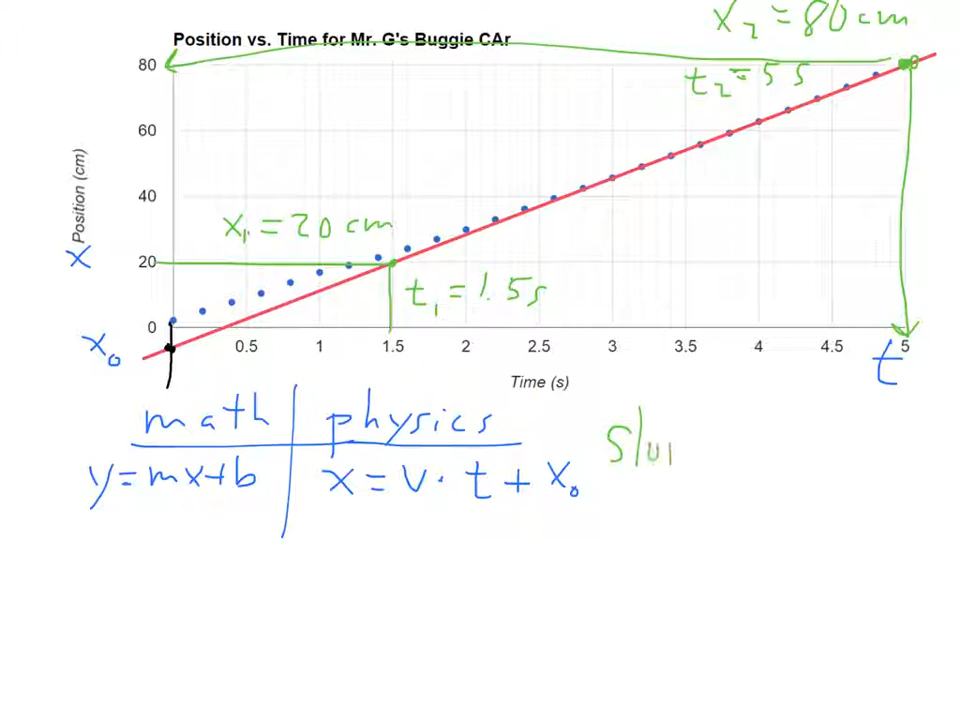 x₂ = 80 cm
Position vs. Time for Mr. G's Buggie CAr
80
t₂ = 5 s
60
Position (cm)
40
x₁ = 20 cm
x
20
t₁ = 1.5s
0
x₀
0.5 1 1.5 2 2.5 3 3.5 4 4.5 5
t
Time (s)
math physics
y=mx+b x = v · t + x₀